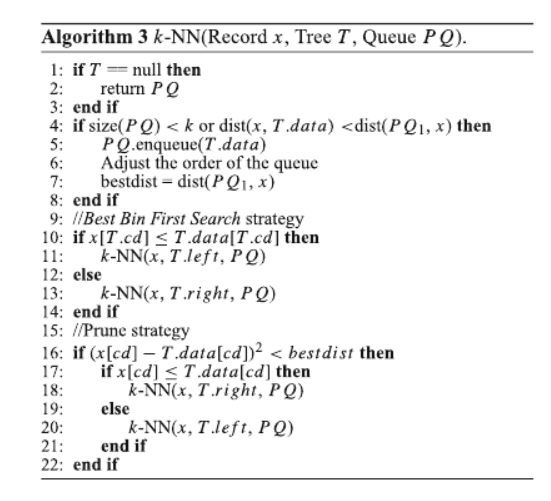 Algorithm 3 k-NN(Record x, Tree T, Queue PQ).
1: if T == null then
2: return PQ
3: end if
4: if size(PQ) < k or dist(x, T.data) <dist(PQ₁, x) then
5: PQ.enqueue(T.data)
6: Adjust the order of the queue
7: bestdist = dist(PQ₁, x)
8: end if
9: //Best Bin First Search strategy
10: if x[T.cd] ≤ T.data[T.cd] then
11: k-NN(x, T.left, PQ)
12: else
13: k-NN(x, T.right, PQ)
14: end if
15: //Prune strategy
16: if (x[cd] − T.data[cd])² < bestdist then
17: if x[cd] ≤ T.data[cd] then
18: k-NN(x, T.right, PQ)
19: else
20: k-NN(x, T.left, PQ)
21: end if
22: end if